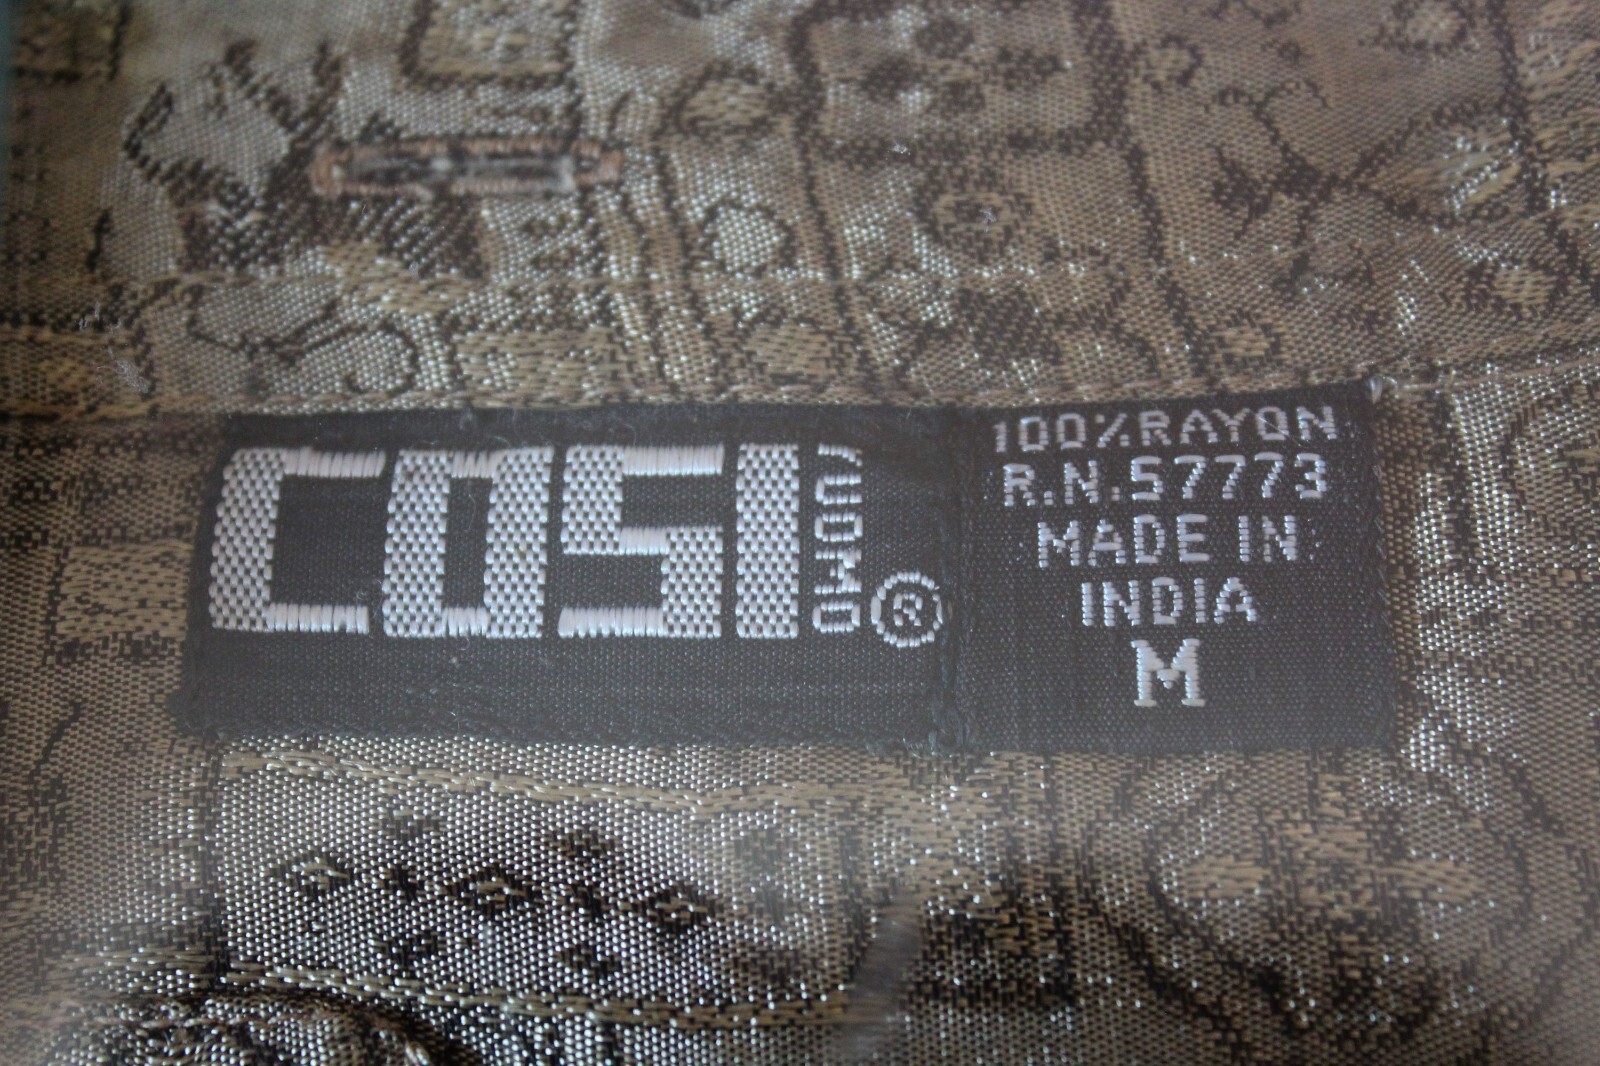 COSI
UOMO
®
100% RAYON
R.N. 57773
MADE IN
INDIA
M